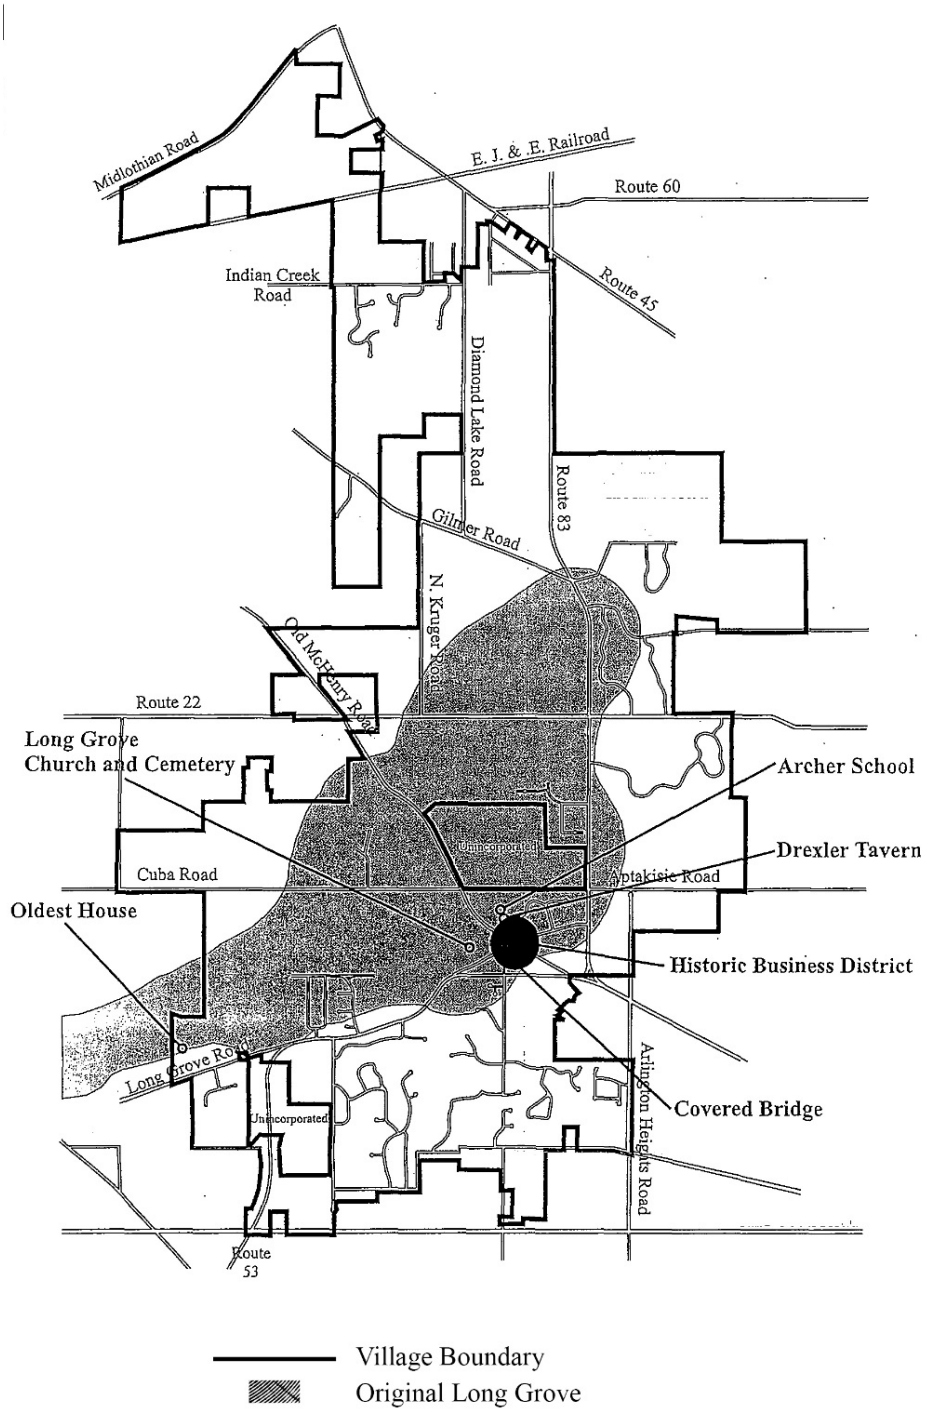 Midlothian Road
E. J. & .E. Railroad
Route 60
Indian Creek
Road
Route 45
Diamond Lake Road
Route 83
Gilmer Road
N. Kruger Road
Old McHenry Road
Route 22
Long Grove
Church and Cemetery
Archer School
Unincorporated
Drexler Tavern
Cuba Road
Aptakisic Road
Oldest House
Historic Business District
Long Grove Road
Arlington Heights Road
Unincorporated
Covered Bridge
Route
53
Village Boundary
Original Long Grove